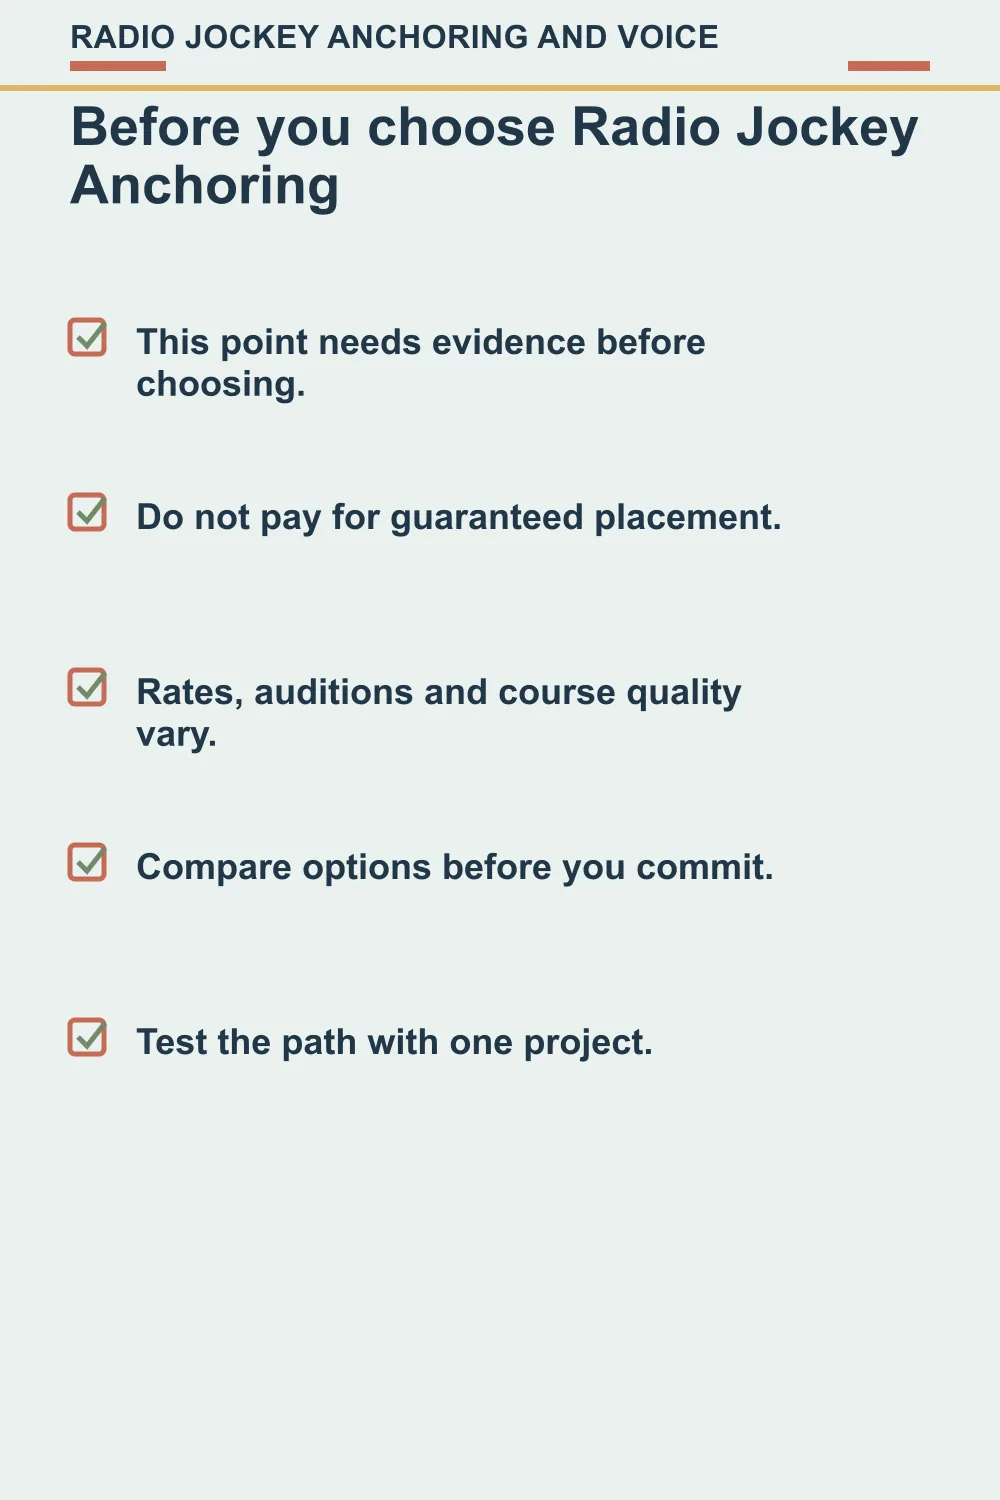 RADIO JOCKEY ANCHORING AND VOICE
Before you choose Radio Jockey
Anchoring
This point needs evidence before
choosing.
Do not pay for guaranteed placement.
Rates, auditions and course quality
vary.
Compare options before you commit.
Test the path with one project.